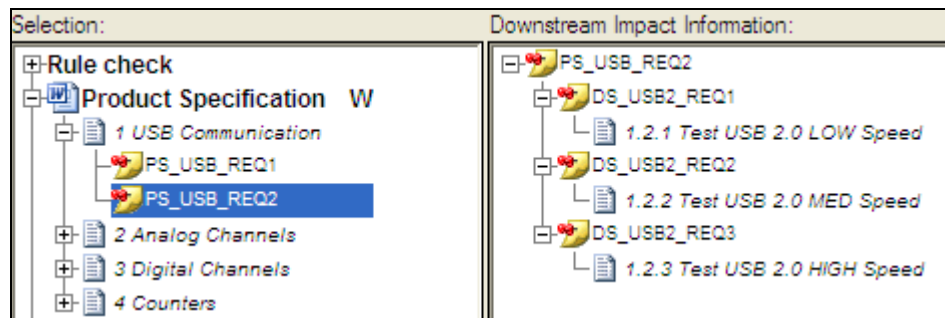 Selection:
Rule check
Product Specification W
1 USB Communication
PS_USB_REQ1
PS_USB_REQ2
2 Analog Channels
3 Digital Channels
4 Counters
Downstream Impact Information:
PS_USB_REQ2
DS_USB2_REQ1
1.2.1 Test USB 2.0 LOW Speed
DS_USB2_REQ2
1.2.2 Test USB 2.0 MED Speed
DS_USB2_REQ3
1.2.3 Test USB 2.0 HIGH Speed